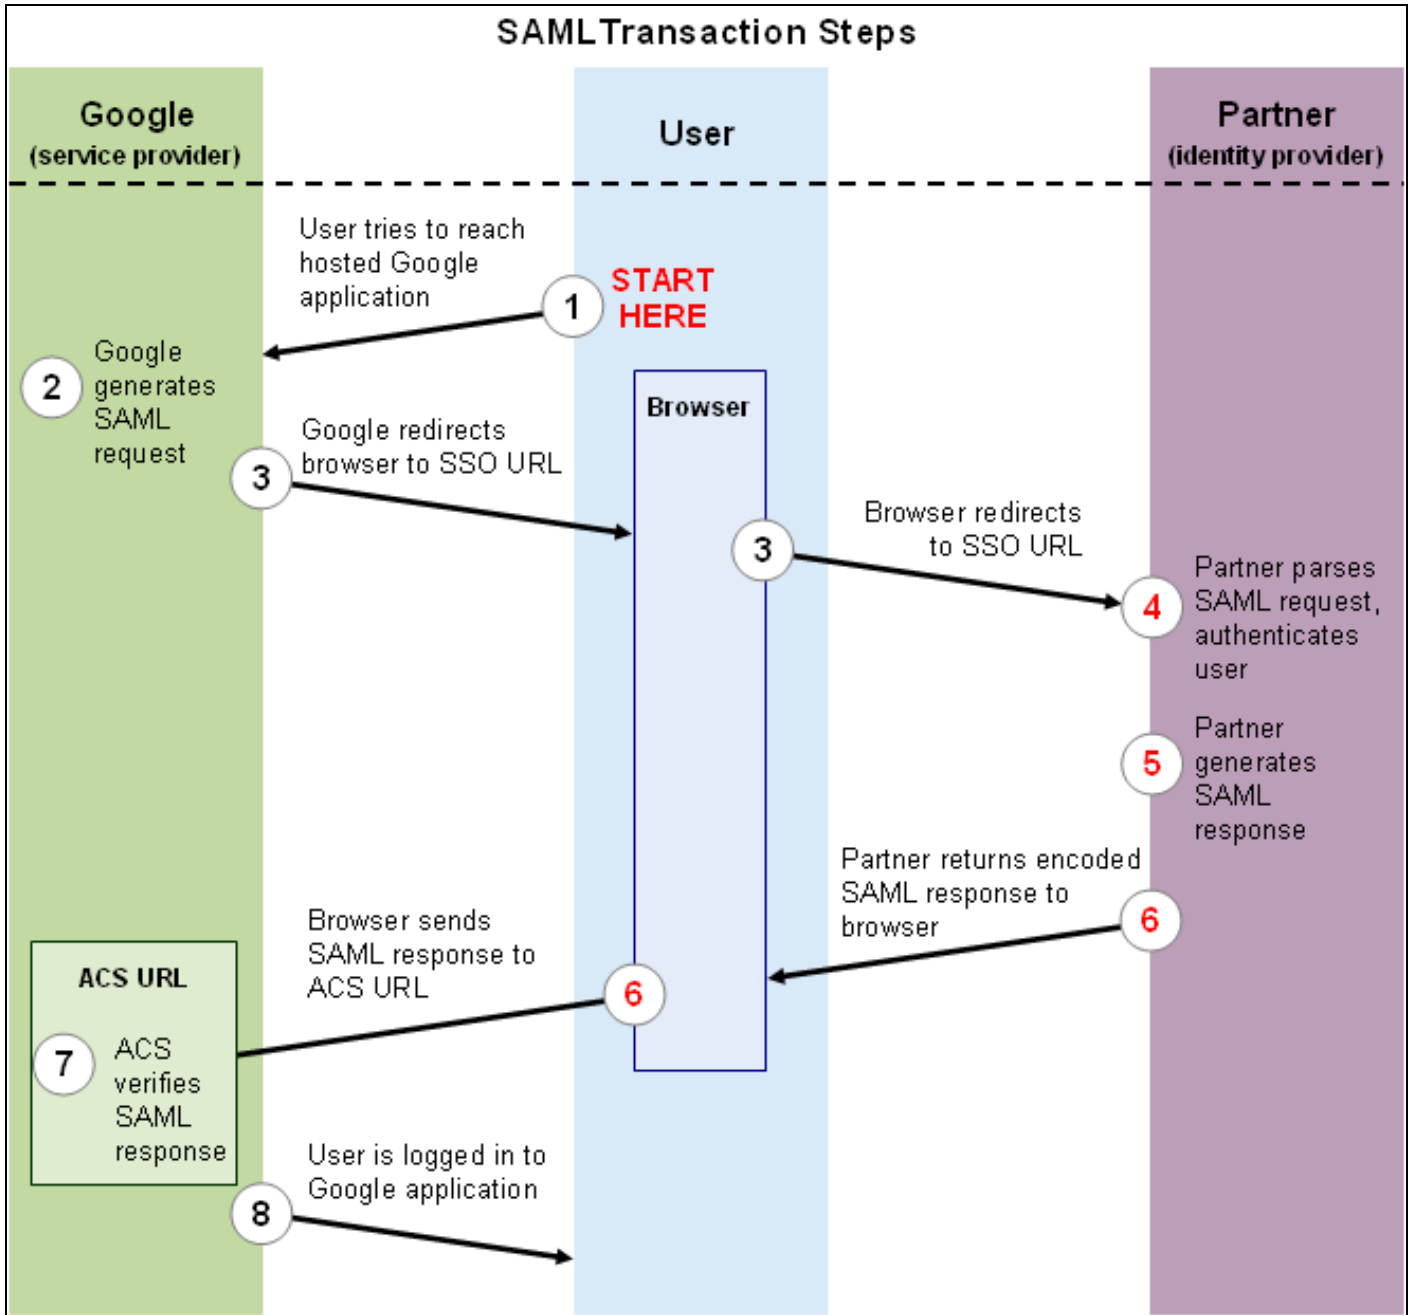 SAML Transaction Steps
Google
(service provider)
User
Partner
(identity provider)
User tries to reach
hosted Google
application
1
START
HERE
2
Google
generates
SAML
request
Browser
3
Google redirects
browser to SSO URL
3
Browser redirects
to SSO URL
4
Partner parses
SAML request,
authenticates
user
5
Partner
generates
SAML
response
Partner returns encoded
SAML response to
browser
6
Browser sends
SAML response to
ACS URL
6
ACS URL
7
ACS
verifies
SAML
response
User is logged in to
Google application
8